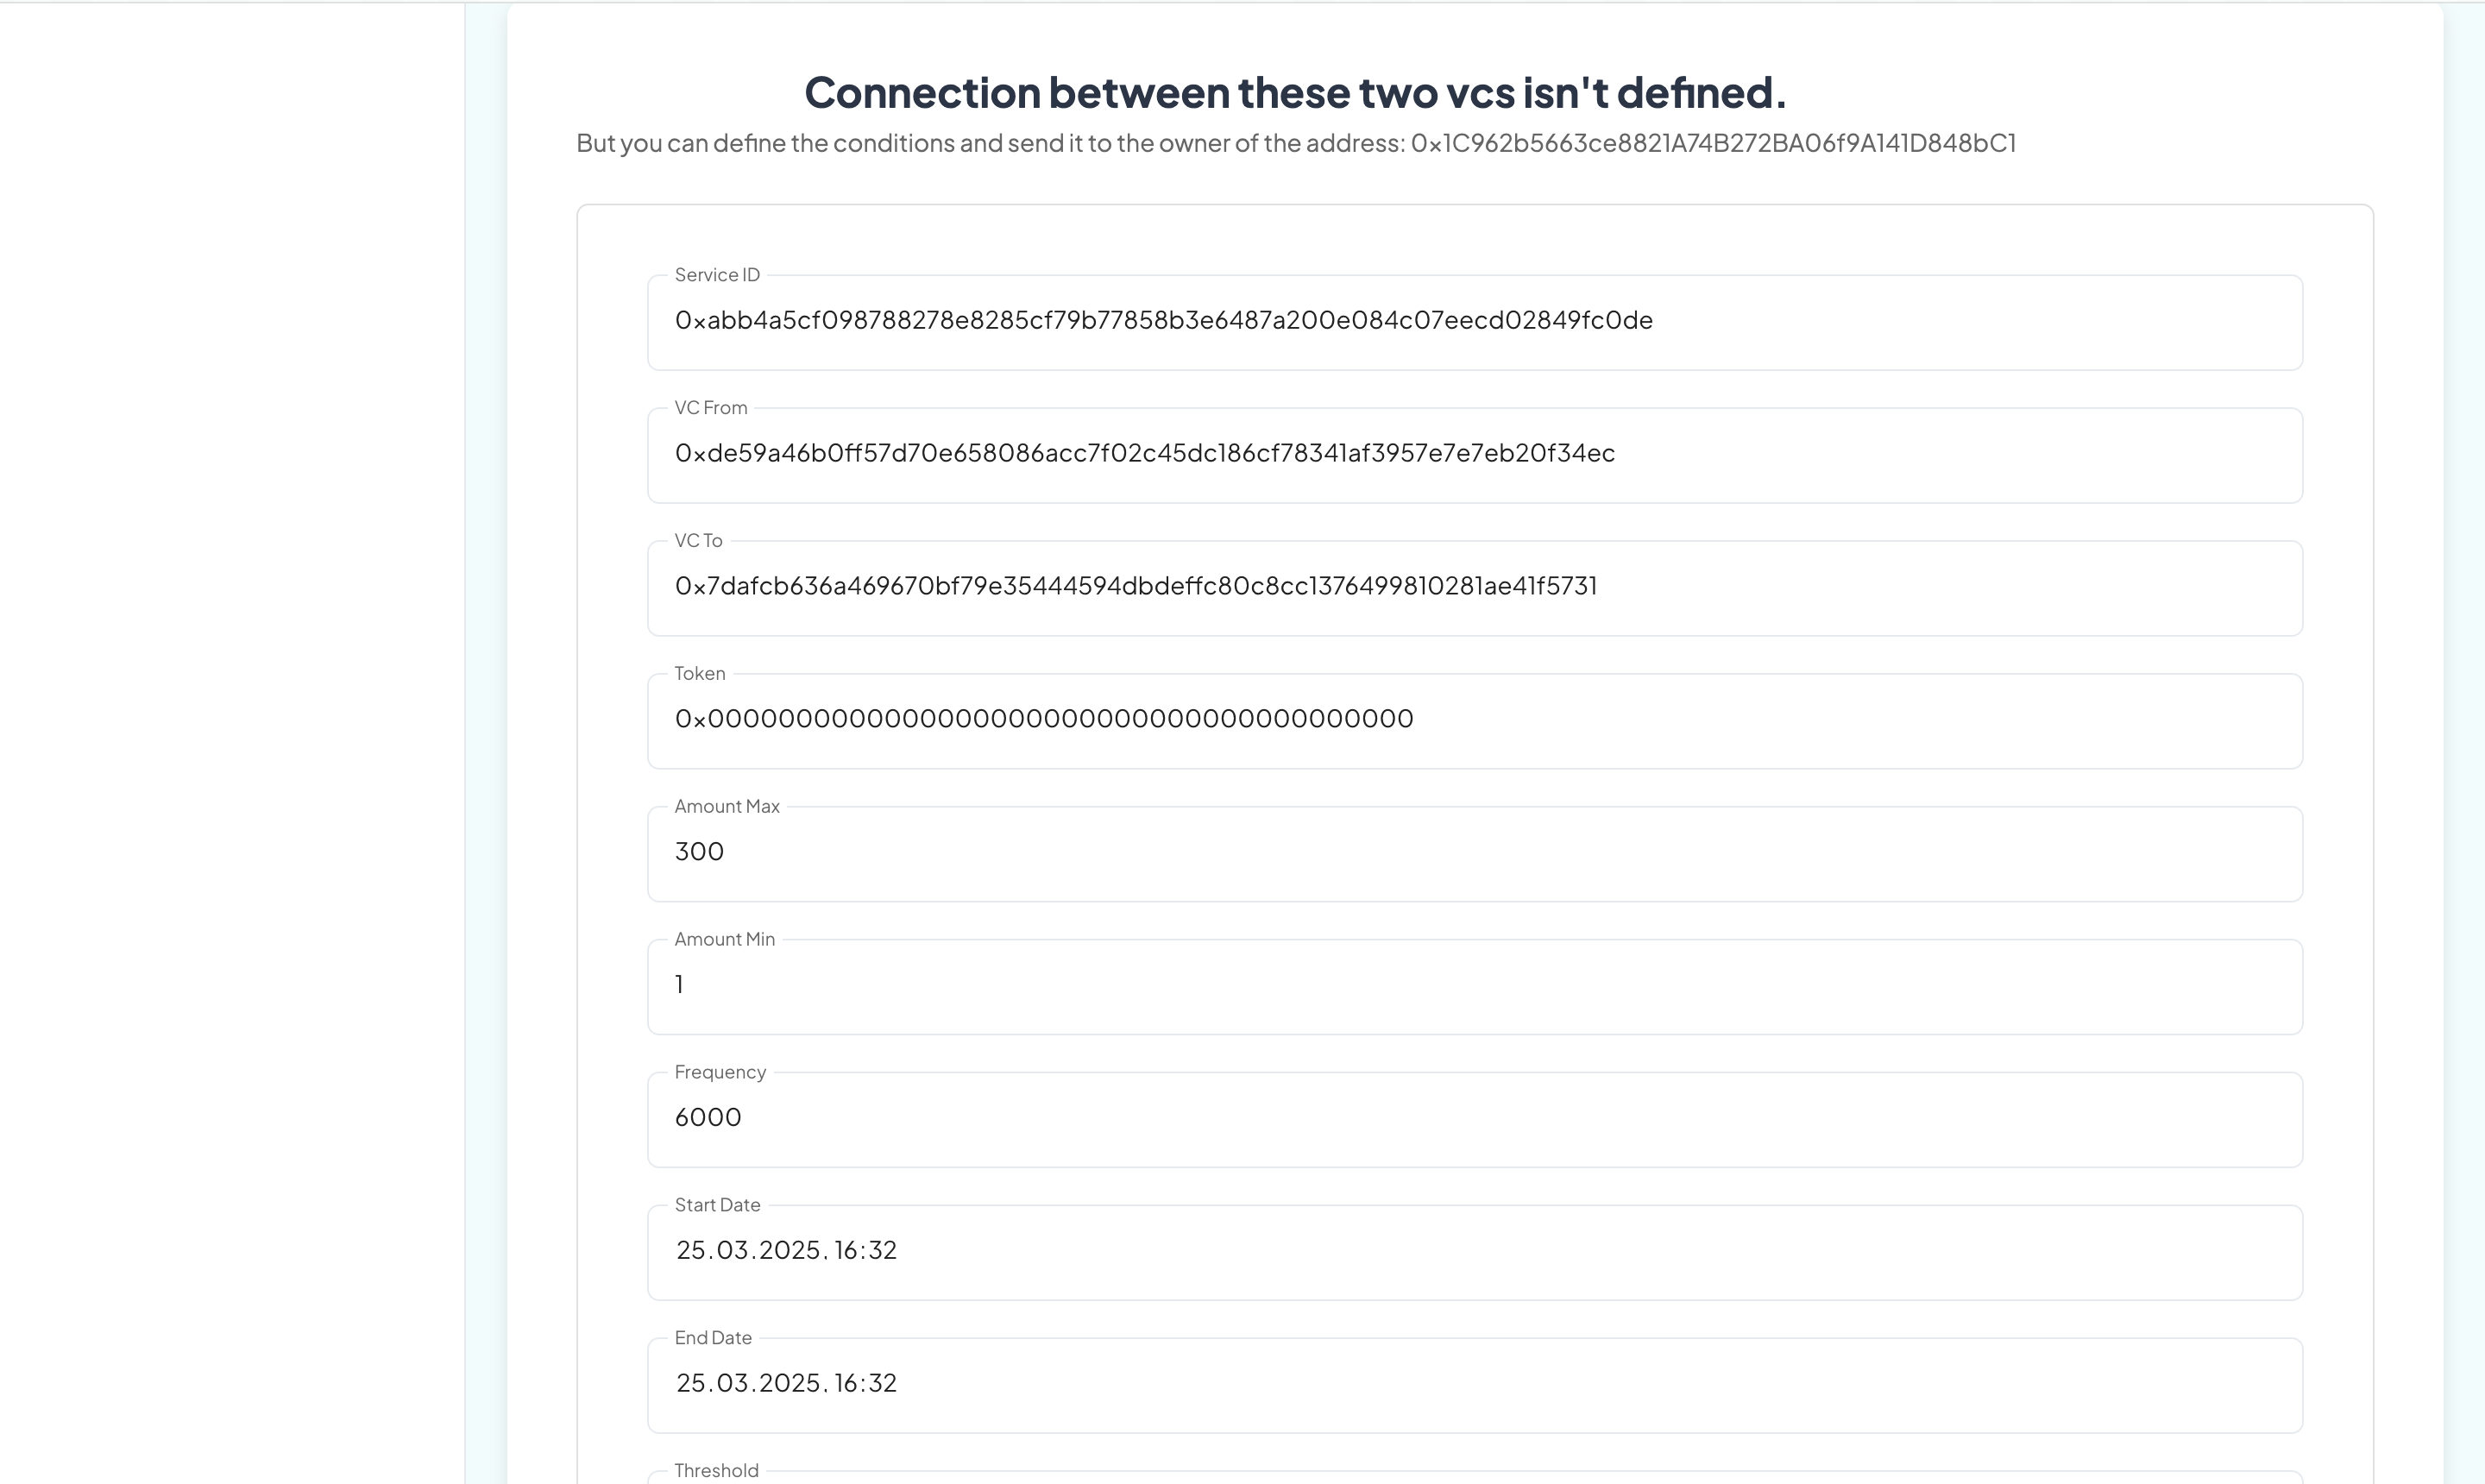 Connection between these two vcs isn't defined.
But you can define the conditions and send it to the owner of the address: 0x1C962b5663ce8821A74B272BA06f9A141D848bC1
Service ID
0xabb4a5cf098788278e8285cf79b77858b3e6487a200e084c07eecd02849fc0de
VC From
0xde59a46b0ff57d70e658086acc7f02c45dc186cf78341af3957e7e7eb20f34ec
VC To
0x7dafcb636a469670bf79e35444594dbdeffc80c8cc1376499810281ae41f5731
Token
0x0000000000000000000000000000000000000000
Amount Max
300
Amount Min
1
Frequency
6000
Start Date
25.03.2025, 16:32
End Date
25.03.2025, 16:32
Threshold